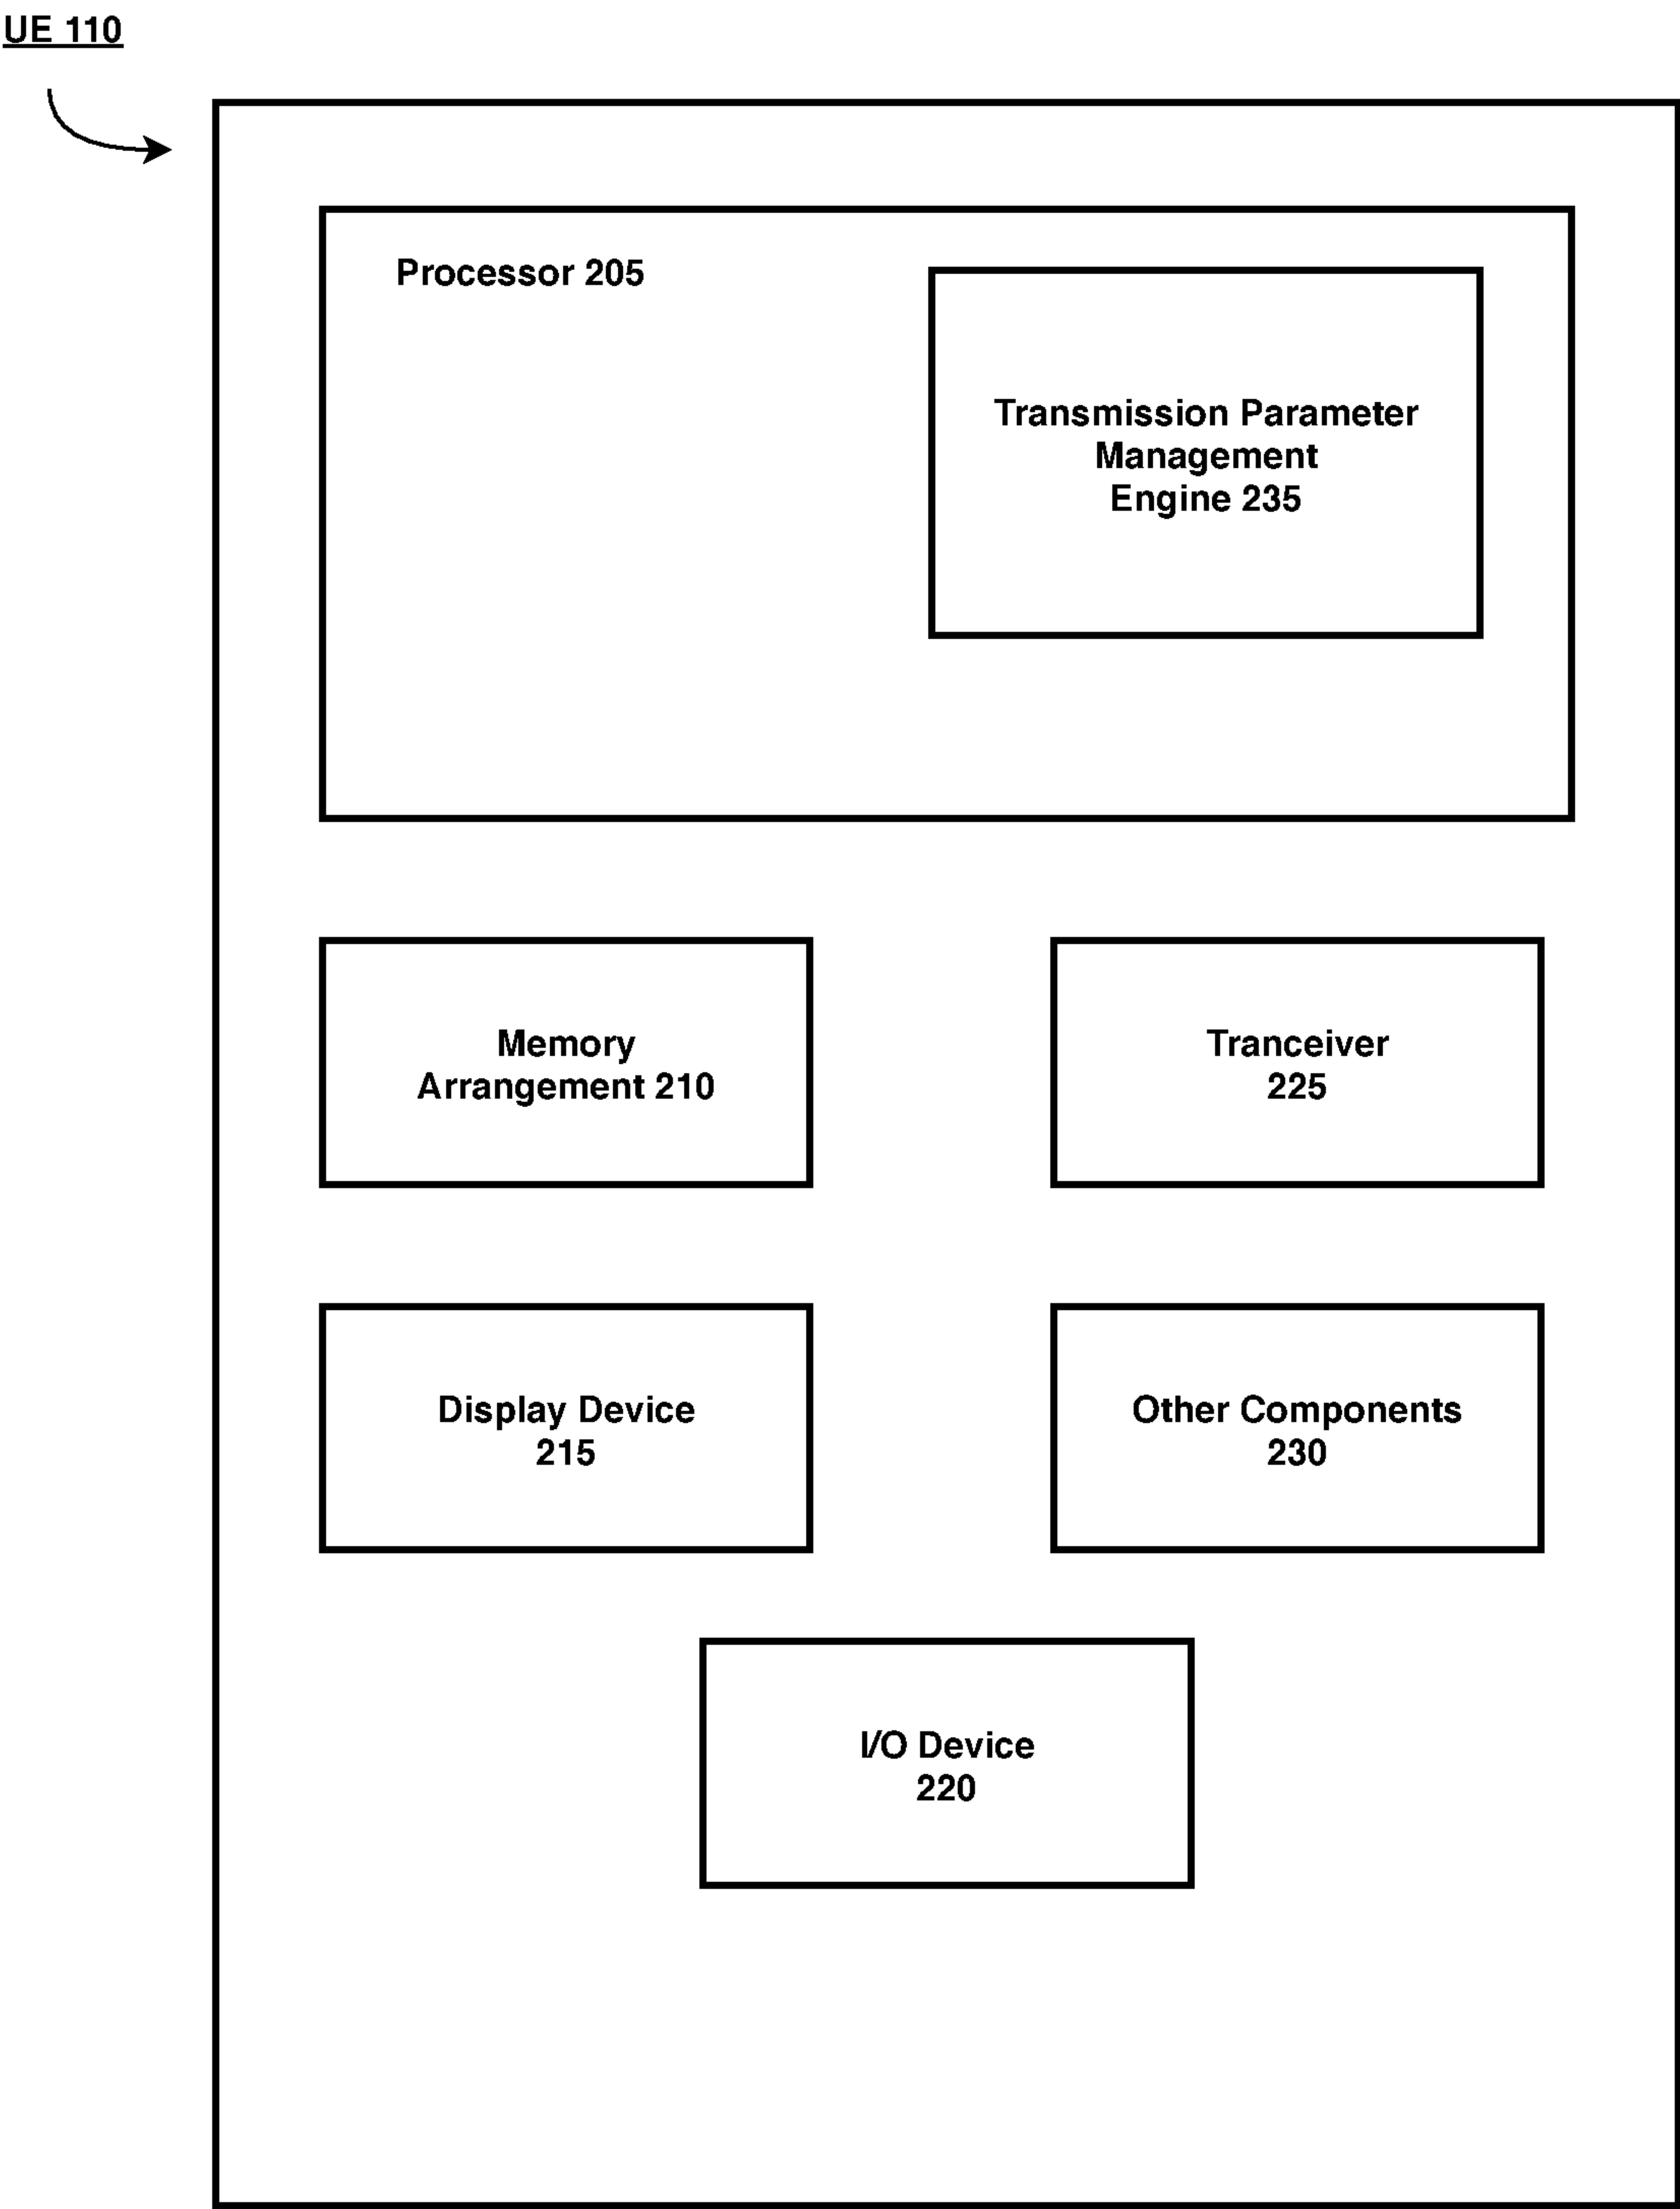 UE 110
Processor 205
Transmission Parameter
Management
Engine 235
Memory
Arrangement 210
Tranceiver
225
Display Device
215
Other Components
230
I/O Device
220